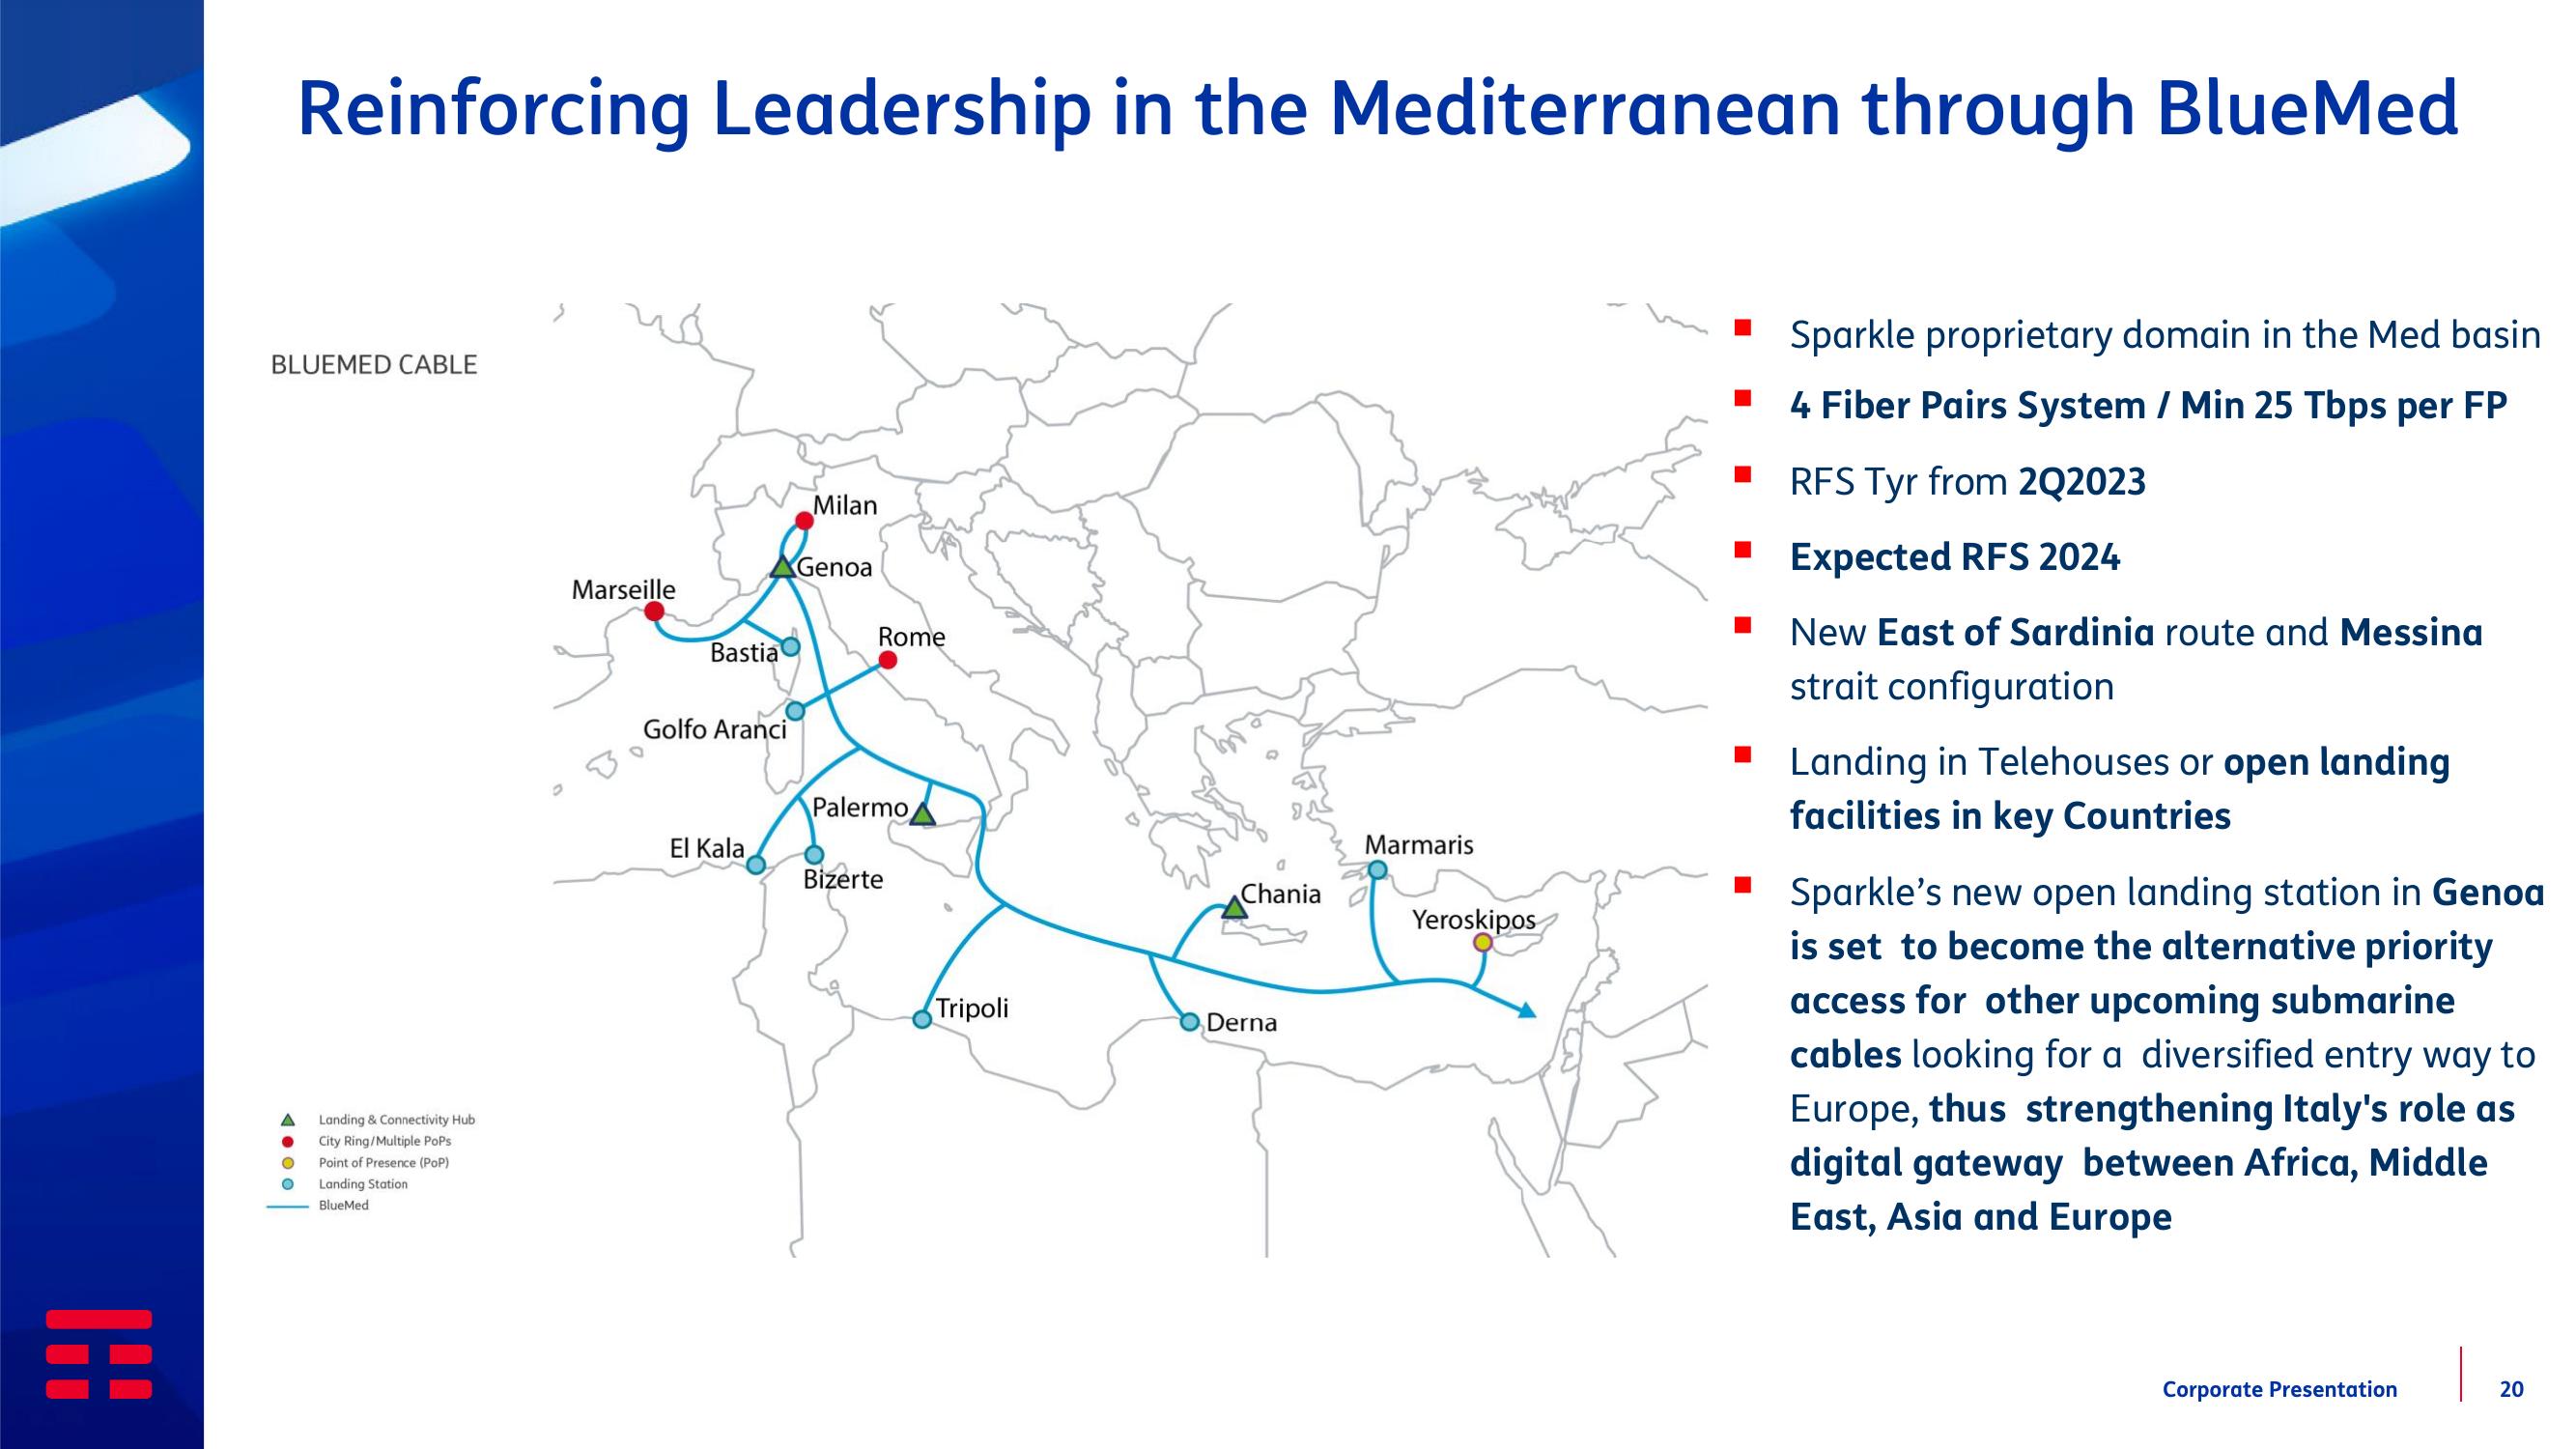 Reinforcing Leadership in the Mediterranean through BlueMed
BLUEMED CABLE
Milan
Genoa
Marseille
Rome
Bastia
Golfo Aranci
Palermo
El Kala
Bizerte
Marmaris
Chania
Yeroskipos
Tripoli
Derna
Landing & Connectivity Hub
City Ring/Multiple PoPs
Point of Presence (PoP)
Landing Station
BlueMed
Sparkle proprietary domain in the Med basin
4 Fiber Pairs System / Min 25 Tbps per FP
RFS Tyr from 2Q2023
Expected RFS 2024
New East of Sardinia route and Messina
strait configuration
Landing in Telehouses or open landing
facilities in key Countries
Sparkle’s new open landing station in Genoa
is set to become the alternative priority
access for other upcoming submarine
cables looking for a diversified entry way to
Europe, thus strengthening Italy's role as
digital gateway between Africa, Middle
East, Asia and Europe
Corporate Presentation
20